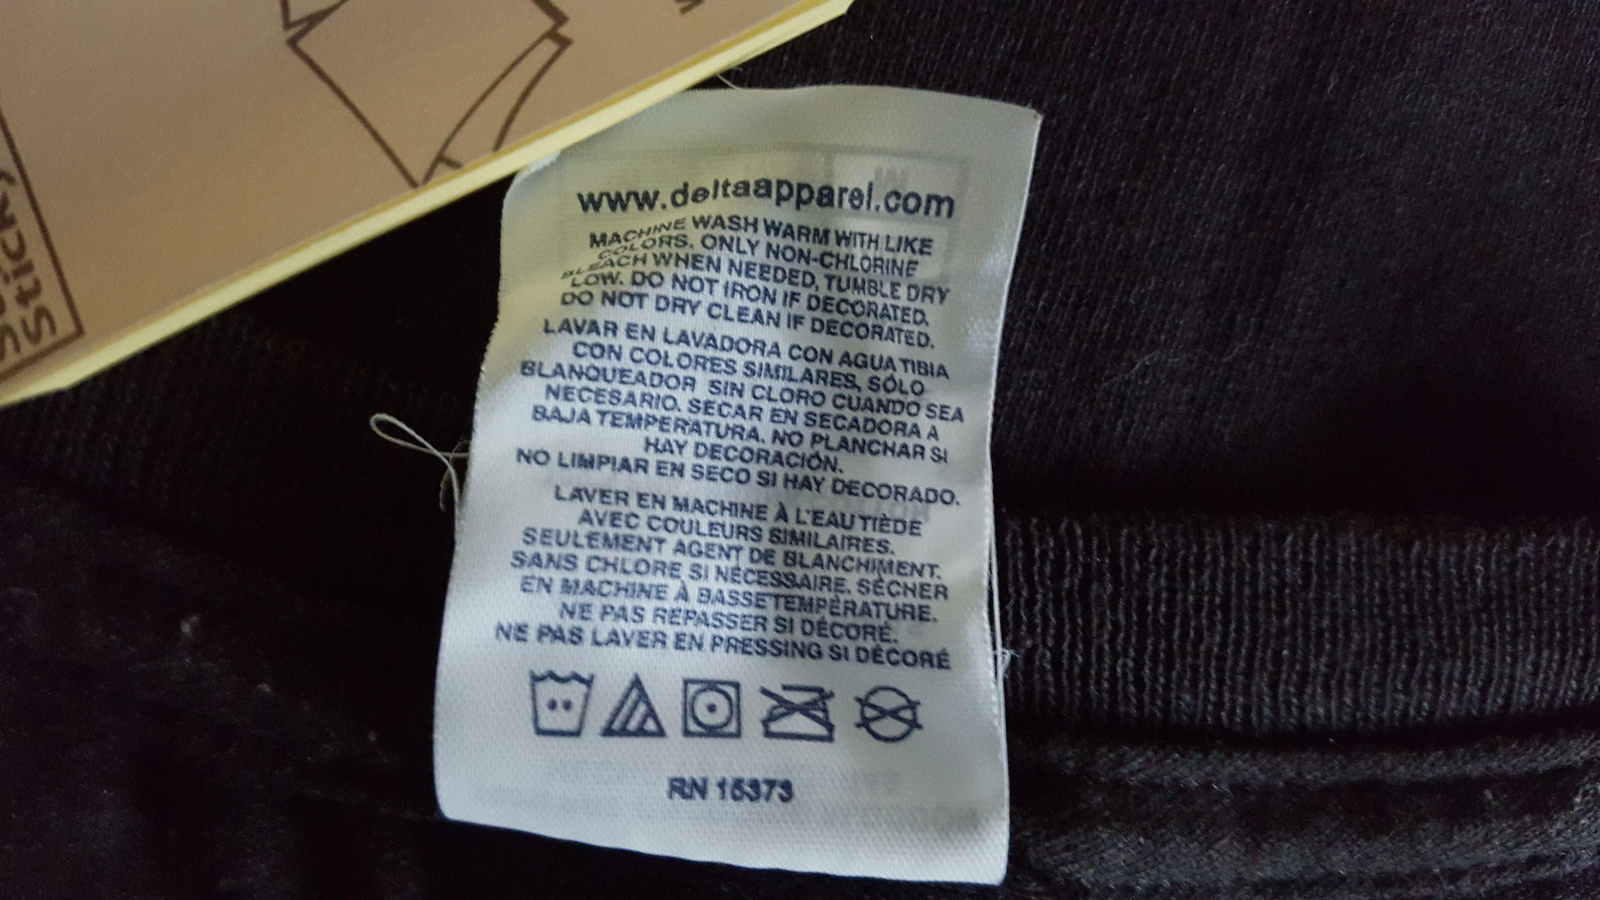 www.deltaapparel.com
MACHINE WASH WARM WITH LIKE
COLORS. ONLY NON-CHLORINE
BLEACH WHEN NEEDED, TUMBLE DRY
LOW. DO NOT IRON IF DECORATED.
DO NOT DRY CLEAN IF DECORATED.
LAVAR EN LAVADORA CON AGUA TIBIA
CON COLORES SIMILARES, SÓLO
BLANQUEADOR SIN CLORO CUANDO SEA
NECESARIO. SECAR EN SECADORA A
BAJA TEMPERATURA. NO PLANCHAR SI
HAY DECORACIÓN.
NO LIMPIAR EN SECO SI HAY DECORADO.
LAVER EN MACHINE À L'EAU TIÈDE
AVEC COULEURS SIMILAIRES.
SEULEMENT AGENT DE BLANCHIMENT.
SANS CHLORE SI NÉCESSAIRE. SÉCHER
EN MACHINE À BASSE TEMPÉRATURE.
NE PAS REPASSER SI DÉCORÉ.
NE PAS LAVER EN PRESSING SI DÉCORÉ
RN 15373
Stick)